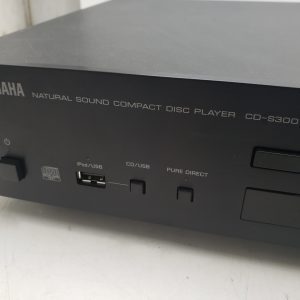 AHA NATURAL SOUND COMPACT DISC PLAYER CD-S300
iPod/USB CD/USB PURE DIRECT